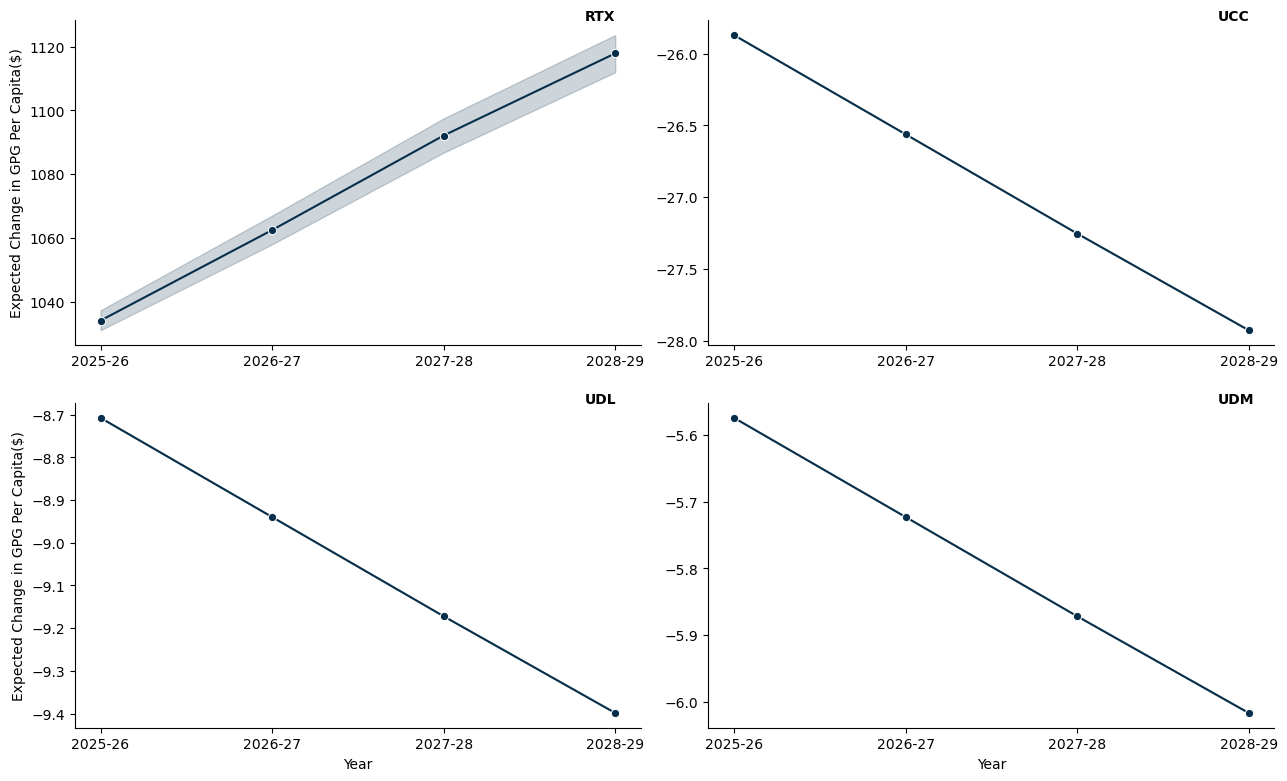 RTX
Expected Change in GPG Per Capita($)
1120
1100
1080
1060
1040
2025-26 2026-27 2027-28 2028-29
UCC
−26.0
−26.5
−27.0
−27.5
−28.0
2025-26 2026-27 2027-28 2028-29
UDL
Expected Change in GPG Per Capita($)
−8.7
−8.8
−8.9
−9.0
−9.1
−9.2
−9.3
−9.4
2025-26 2026-27 2027-28 2028-29
Year
UDM
−5.6
−5.7
−5.8
−5.9
−6.0
2025-26 2026-27 2027-28 2028-29
Year